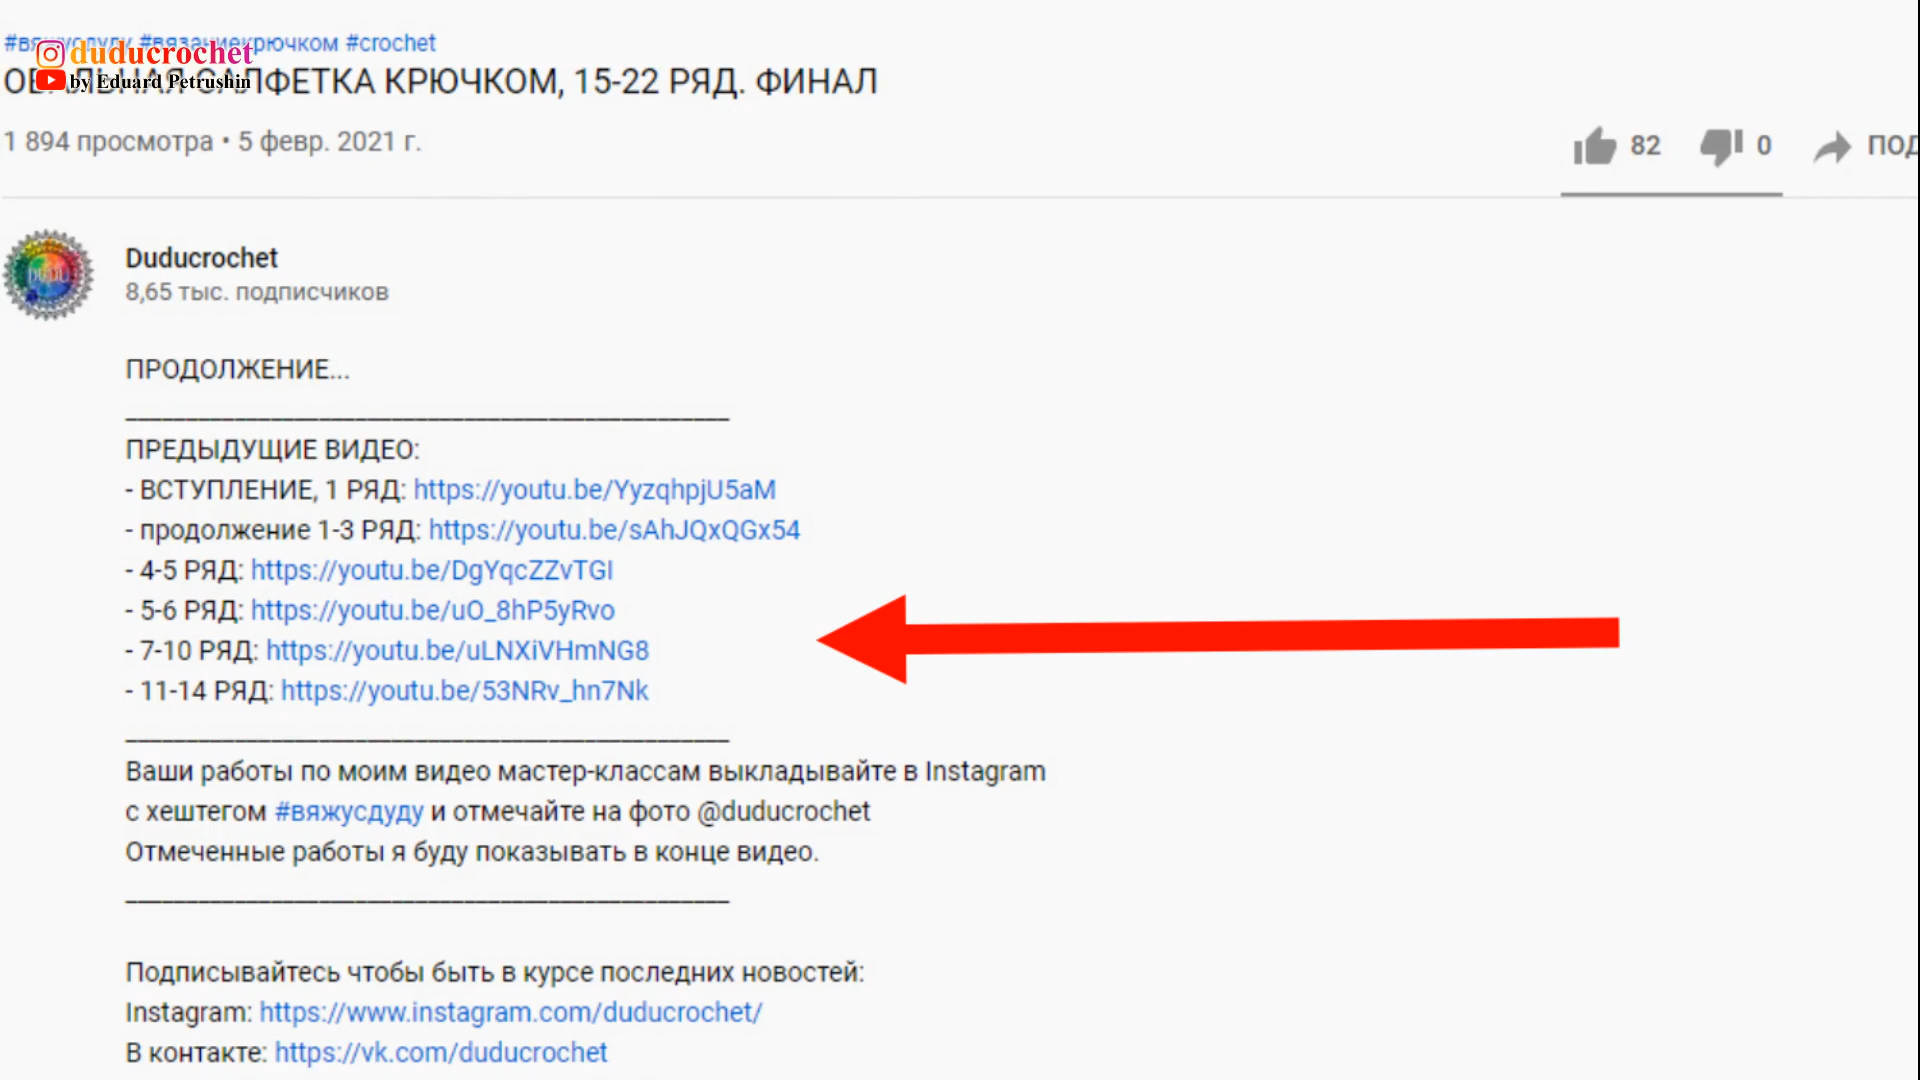 #вяжусдуду #вязаниекрючком #crochet
duducrochet
by Eduard Petrushin
ОВАЛЬНАЯ САЛФЕТКА КРЮЧКОМ, 15-22 РЯД. ФИНАЛ
1 894 просмотра • 5 февр. 2021 г.
82 0 ПОД
Duducrochet
8,65 тыс. подписчиков
ПРОДОЛЖЕНИЕ...
ПРЕДЫДУЩИЕ ВИДЕО:
- ВСТУПЛЕНИЕ, 1 РЯД: https://youtu.be/YyzqhpjU5aM
- продолжение 1-3 РЯД: https://youtu.be/sAhJQxQGx54
- 4-5 РЯД: https://youtu.be/DgYqcZZvTGI
- 5-6 РЯД: https://youtu.be/uO_8hP5yRvo
- 7-10 РЯД: https://youtu.be/uLNXiVHmNG8
- 11-14 РЯД: https://youtu.be/53NRv_hn7Nk
Ваши работы по моим видео мастер-классам выкладывайте в Instagram
с хештегом #вяжусдуду и отмечайте на фото @duducrochet
Отмеченные работы я буду показывать в конце видео.
Подписывайтесь чтобы быть в курсе последних новостей:
Instagram: https://www.instagram.com/duducrochet/
В контакте: https://vk.com/duducrochet